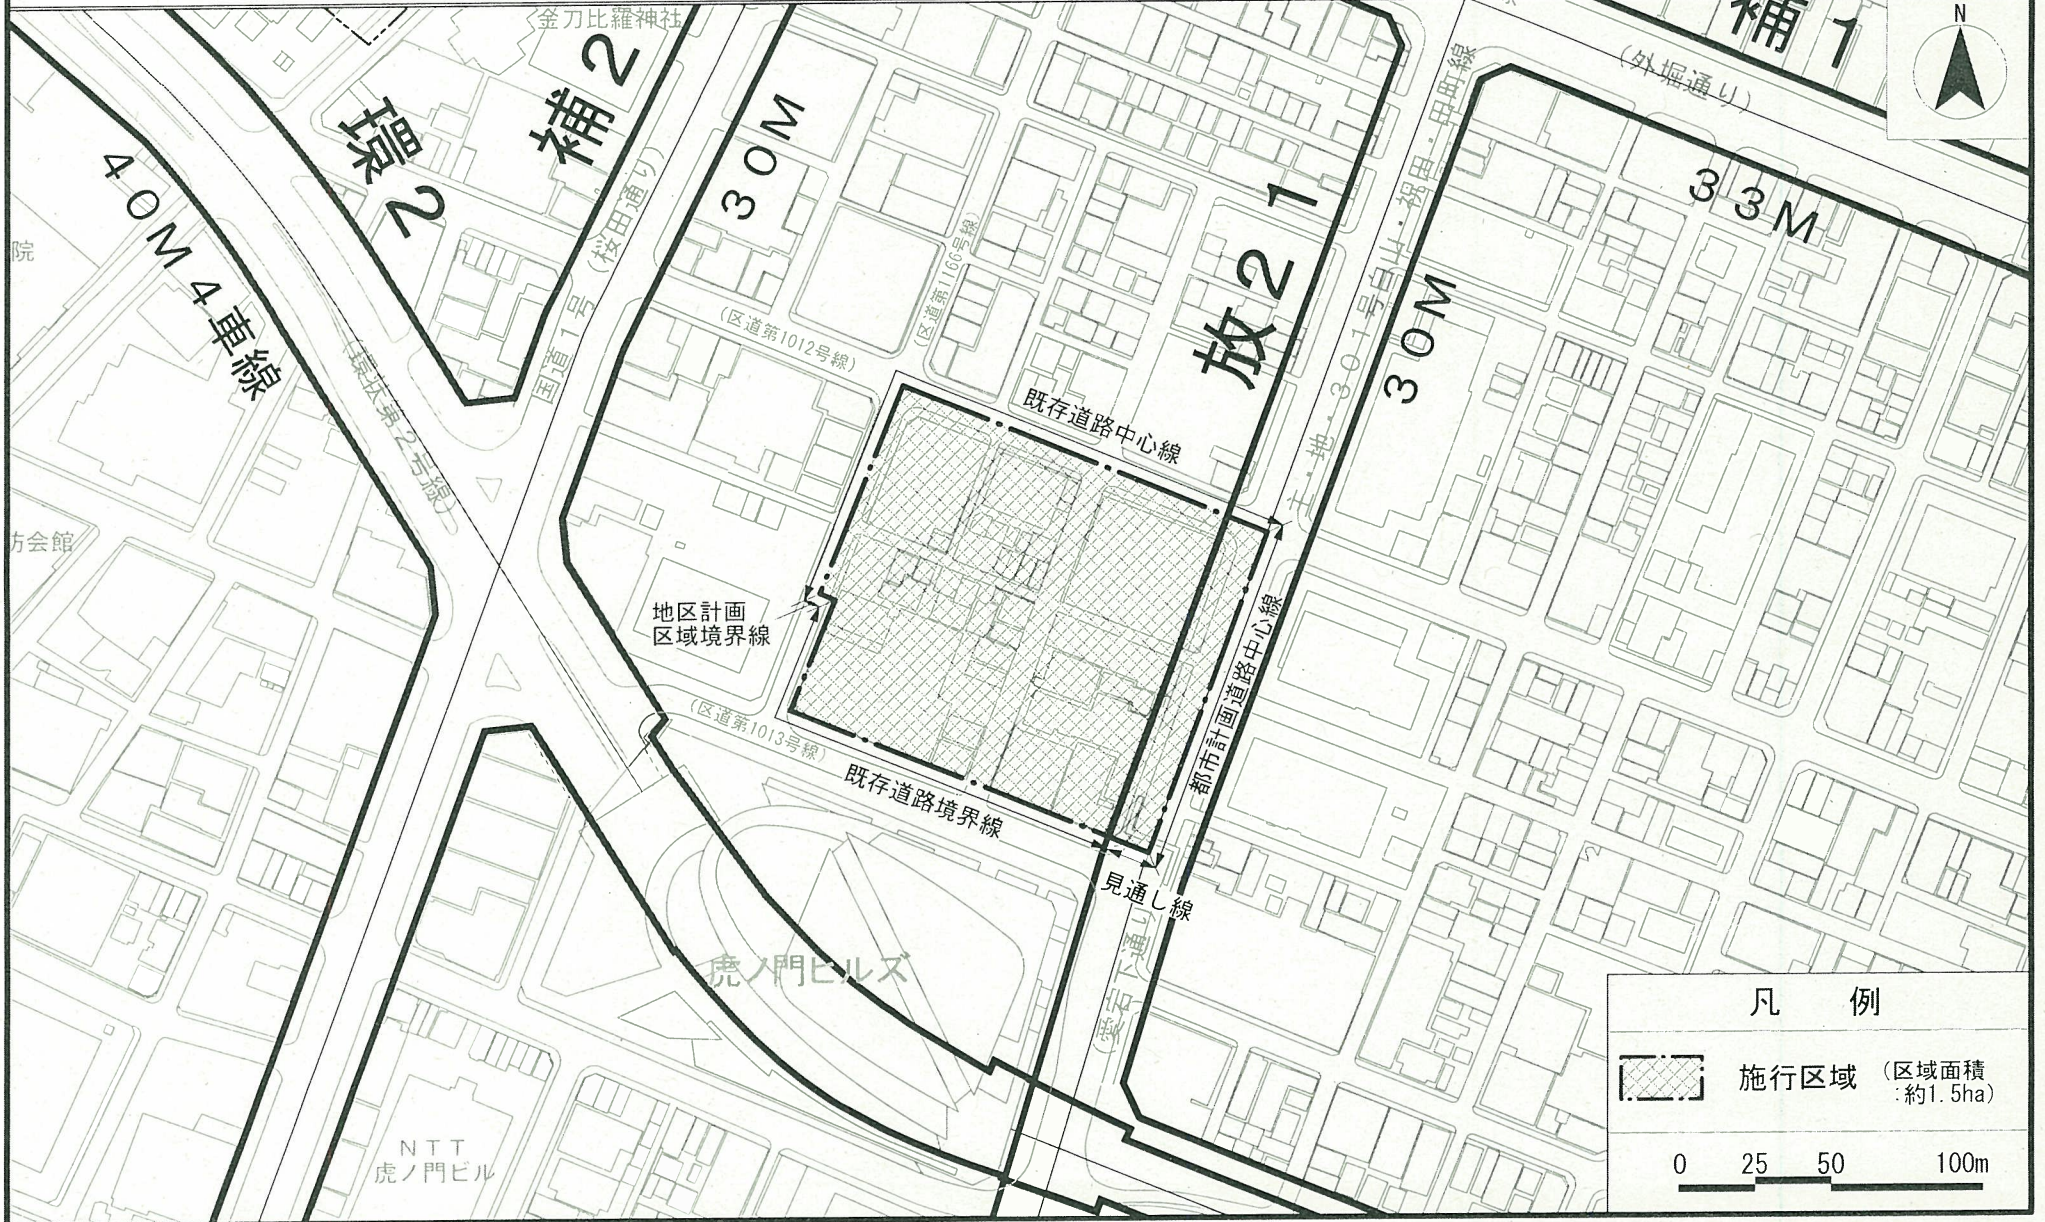 金刀比羅神社
補2
環2
40M 4車線
30M
(桜田通り)
国道1号
(環状第2号線)
院
方会館
(区道第1012号線)
(区道第1166号線)
放21
主・地・301号白山・祝田・田町線
30M
補1
(外堀通り)
33M
N
既存道路中心線
地区計画
区域境界線
都市計画道路中心線
(区道第1013号線)
既存道路境界線
見通し線
(愛宕下通り)
虎ノ門ヒルズ
NTT
虎ノ門ビル
凡 例
施行区域 (区域面積
:約1.5ha)
0 25 50 100m